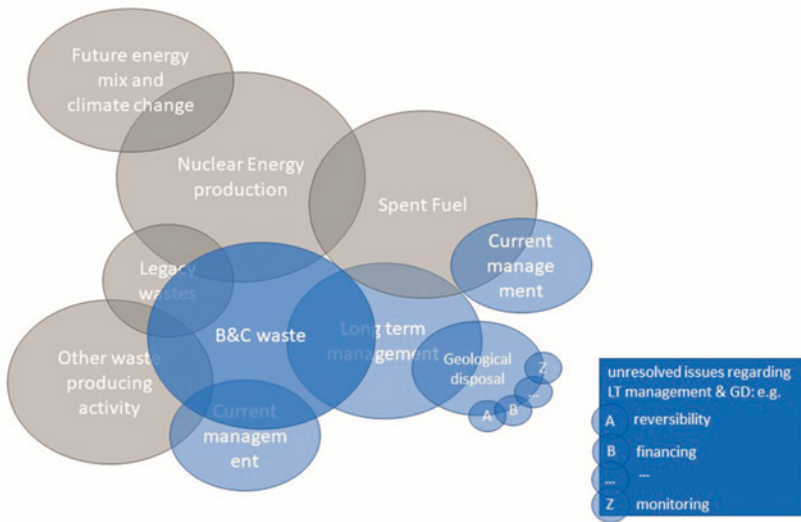 Future energy
mix and
climate change
Nuclear Energy
production
Spent Fuel
Current
manage
ment
Legacy
wastes
B&C waste
Long term
management
Geological
disposal
Z
...
B
A
Other waste
producing
activity
Current
managem
ent
unresolved issues regarding
LT management & GD: e.g.
A reversibility
B financing
... ...
Z monitoring